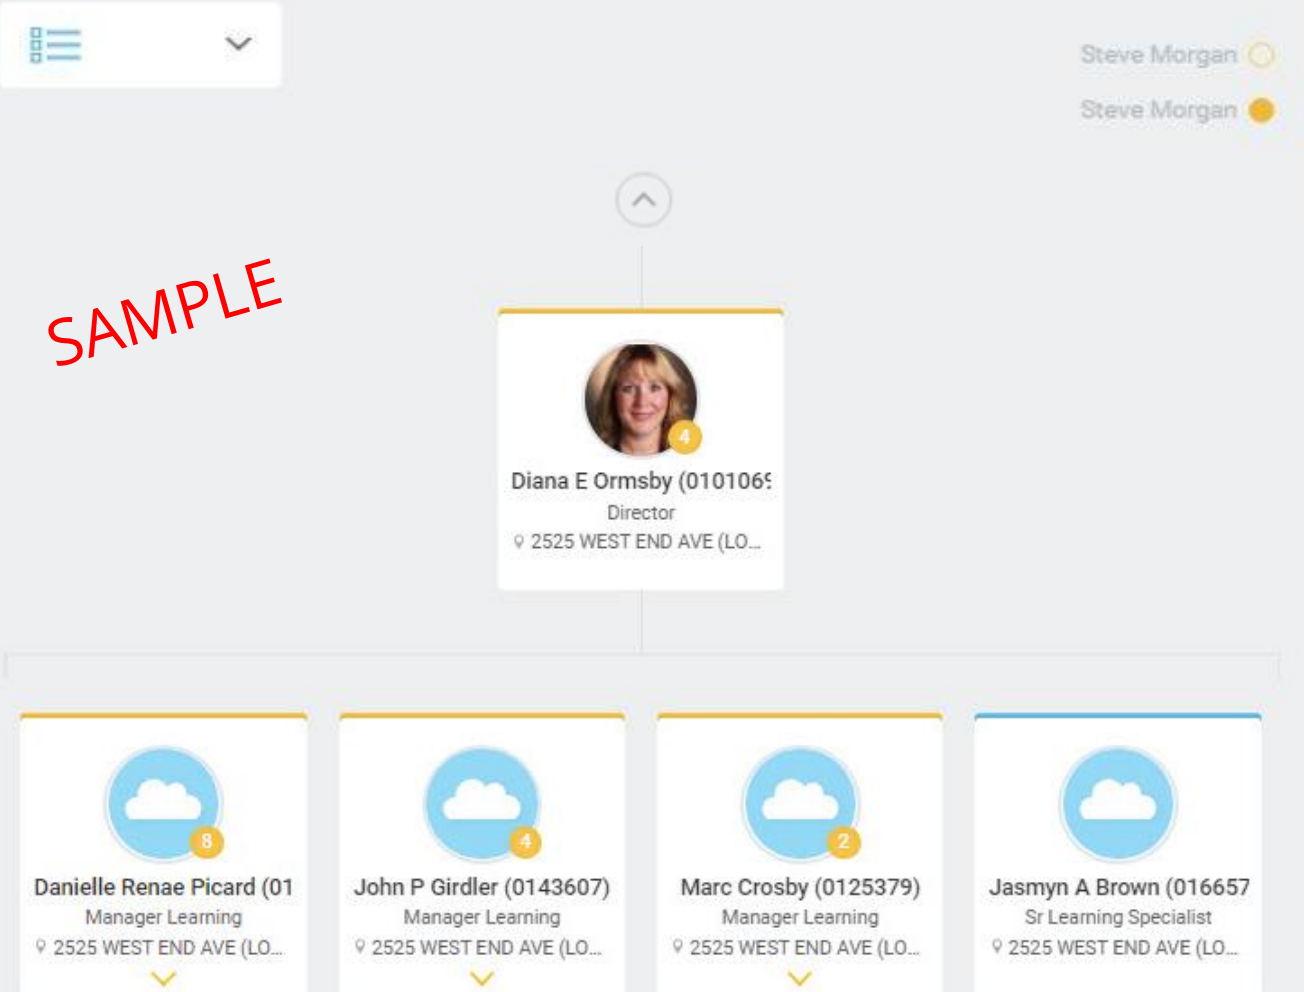 Steve Morgan
Steve Morgan
SAMPLE
4
Diana E Ormsby (0101069
Director
2525 WEST END AVE (LO...
8
Danielle Renae Picard (01
Manager Learning
2525 WEST END AVE (LO...
4
John P Girdler (0143607)
Manager Learning
2525 WEST END AVE (LO...
2
Marc Crosby (0125379)
Manager Learning
2525 WEST END AVE (LO...
Jasmyn A Brown (016657
Sr Learning Specialist
2525 WEST END AVE (LO...